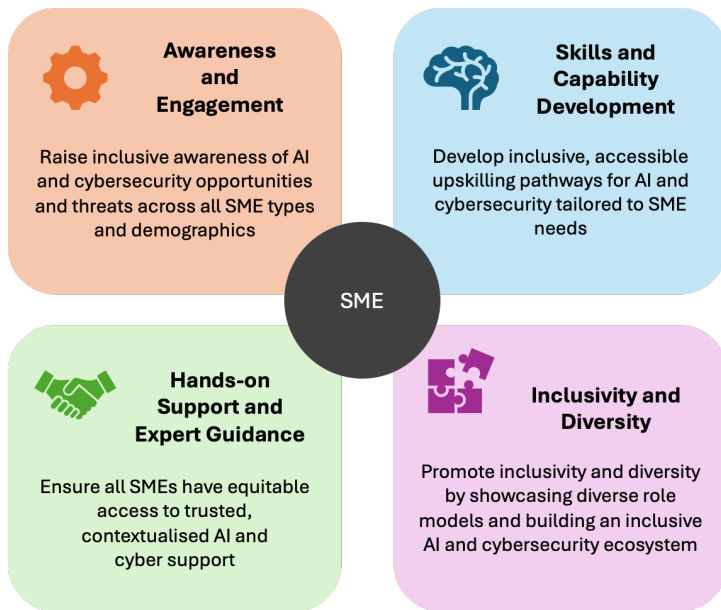 Awareness
and
Engagement
Raise inclusive awareness of AI
and cybersecurity opportunities
and threats across all SME types
and demographics
Skills and
Capability
Development
Develop inclusive, accessible
upskilling pathways for AI and
cybersecurity tailored to SME
needs
SME
Hands-on
Support and
Expert Guidance
Ensure all SMEs have equitable
access to trusted,
contextualised AI and
cyber support
Inclusivity and
Diversity
Promote inclusivity and diversity
by showcasing diverse role
models and building an inclusive
AI and cybersecurity ecosystem